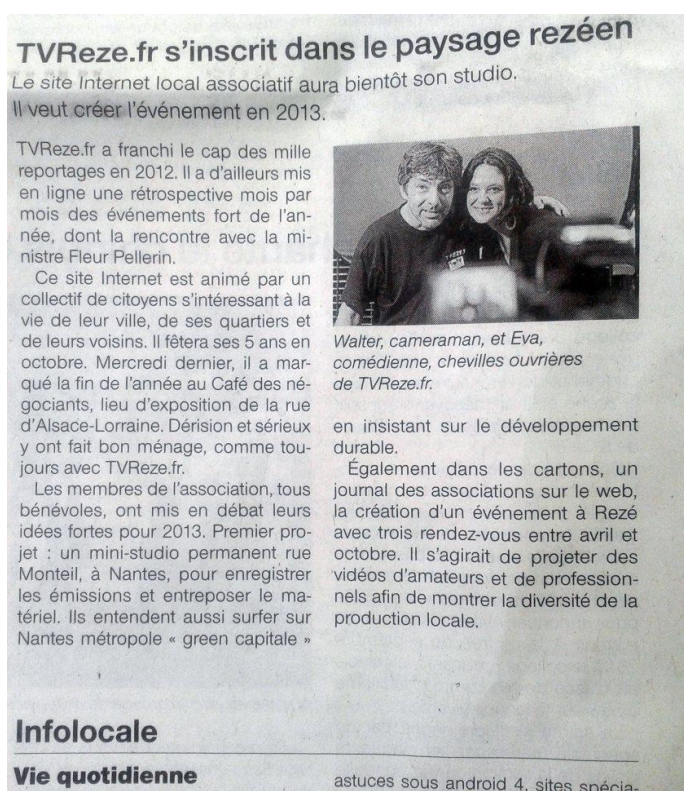 TVReze.fr s'inscrit dans le paysage rezéen
Le site Internet local associatif aura bientôt son studio.
Il veut créer l'événement en 2013.
TVReze.fr a franchi le cap des mille
reportages en 2012. Il a d'ailleurs mis
en ligne une rétrospective mois par
mois des événements fort de l'an-
née, dont la rencontre avec la mi-
nistre Fleur Pellerin.
Ce site Internet est animé par un
collectif de citoyens s'intéressant à la
vie de leur ville, de ses quartiers et
de leurs voisins. Il fêtera ses 5 ans en
octobre. Mercredi dernier, il a mar-
qué la fin de l'année au Café des né-
gociants, lieu d'exposition de la rue
d'Alsace-Lorraine. Dérision et sérieux
y ont fait bon ménage, comme tou-
jours avec TVReze.fr.
Les membres de l'association, tous
bénévoles, ont mis en débat leurs
idées fortes pour 2013. Premier pro-
jet : un mini-studio permanent rue
Monteil, à Nantes, pour enregistrer
les émissions et entreposer le ma-
tériel. Ils entendent aussi surfer sur
Nantes métropole « green capitale »
Walter, cameraman, et Eva,
comédienne, chevilles ouvrières
de TVReze.fr.
en insistant sur le développement
durable.
Également dans les cartons, un
journal des associations sur le web,
la création d'un événement à Rezé
avec trois rendez-vous entre avril et
octobre. Il s'agirait de projeter des
vidéos d'amateurs et de profession-
nels afin de montrer la diversité de la
production locale.
Infolocale
Vie quotidienne
astuces sous android 4, sites spécia-